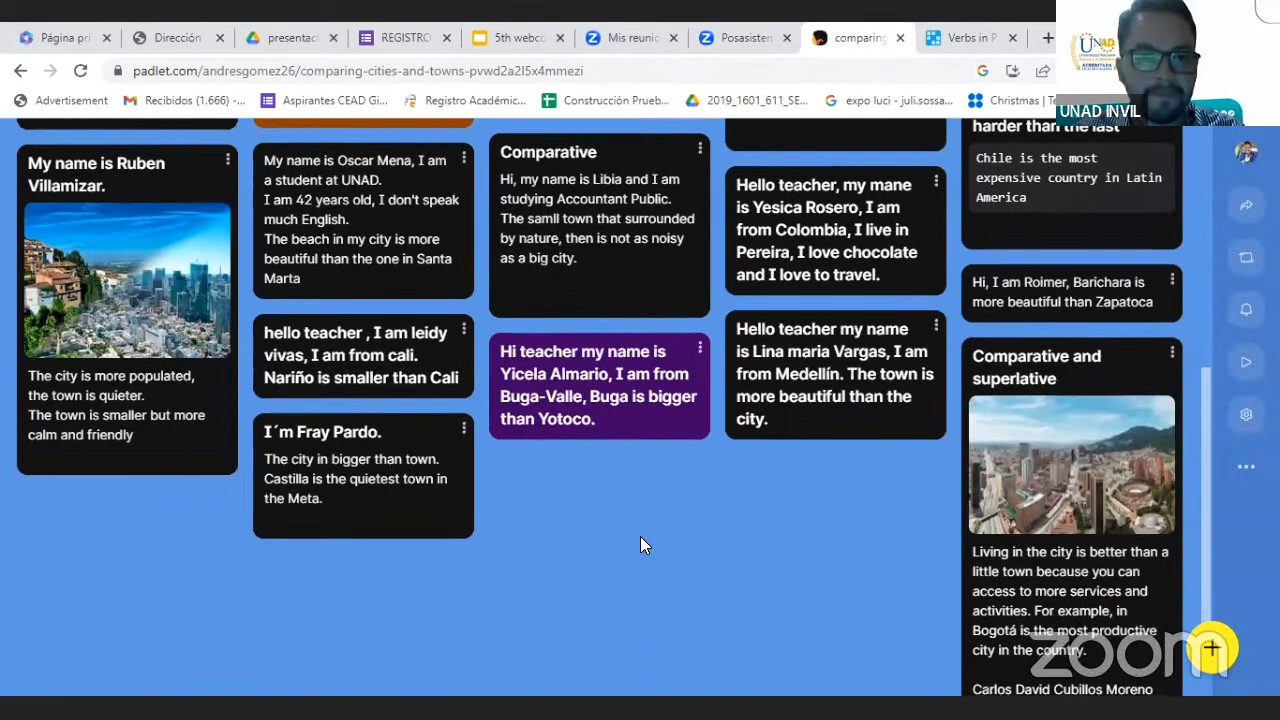 Página pri
Dirección
presentac
REGISTRO
5th webco
Mis reunio
Posasisten
comparing
Verbs in P
padlet.com/andresgomez26/comparing-cities-and-towns-pvwd2a2l5x4mmezi
Advertisement
Recibidos (1.666) -...
Aspirantes CEAD Gi...
Registro Académic...
Construcción Prueb...
2019_1601_611_SE...
expo luci - juli.sossa...
Christmas | Te
UNAD
UNAD INVIL
My name is Ruben
Villamizar.
The city is more populated,
the town is quieter.
The town is smaller but more
calm and friendly
My name is Oscar Mena, I am
a student at UNAD.
I am 42 years old, I don't speak
much English.
The beach in my city is more
beautiful than the one in Santa
Marta
hello teacher , I am leidy
vivas, I am from cali.
Nariño is smaller than Cali
I´m Fray Pardo.
The city in bigger than town.
Castilla is the quietest town in
the Meta.
Comparative
Hi, my name is Libia and I am
studying Accountant Public.
The samll town that surrounded
by nature, then is not as noisy
as a big city.
Hi teacher my name is
Yicela Almario, I am from
Buga-Valle, Buga is bigger
than Yotoco.
Hello teacher, my mane
is Yesica Rosero, I am
from Colombia, I live in
Pereira, I love chocolate
and I love to travel.
Hello teacher my name
is Lina maria Vargas, I am
from Medellín. The town is
more beautiful than the
city.
harder than the last
Chile is the most
expensive country in Latin
America
Hi, I am Roimer, Barichara is
more beautiful than Zapatoca
Comparative and
superlative
Living in the city is better than a
little town because you can
access to more services and
activities. For example, in
Bogotá is the most productive
city in the country.
Carlos David Cubillos Moreno
zoom